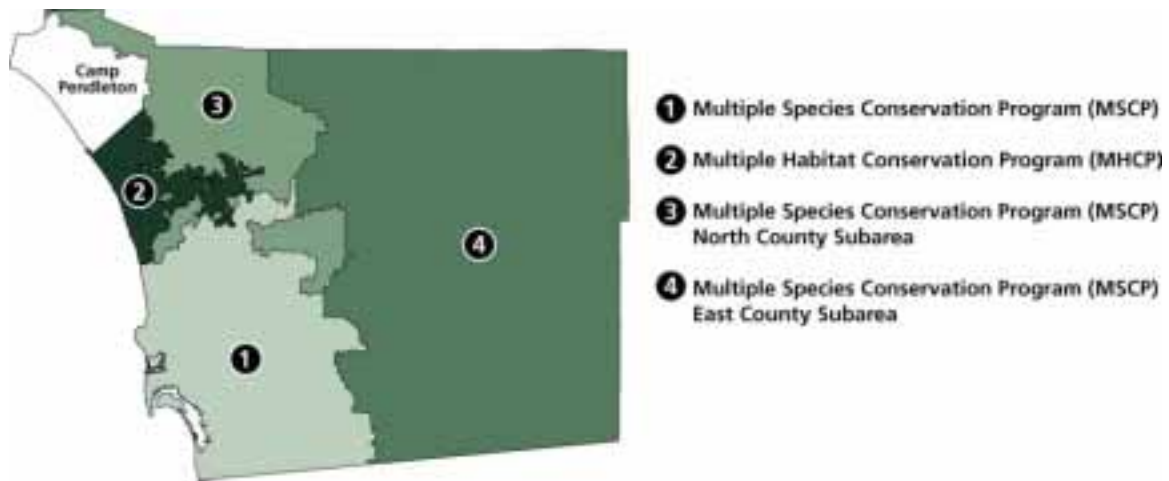 Camp
Pendleton
3
2
4
1
1 Multiple Species Conservation Program (MSCP)
2 Multiple Habitat Conservation Program (MHCP)
3 Multiple Species Conservation Program (MSCP)
North County Subarea
4 Multiple Species Conservation Program (MSCP)
East County Subarea